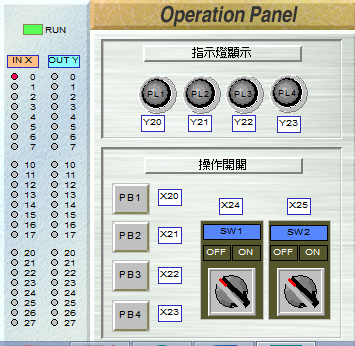 Operation Panel
RUN
IN X OUT Y
0 0
1 1
2 2
3 3
4 4
5 5
6 6
7 7
10 10
11 11
12 12
13 13
14 14
15 15
16 16
17 17
20 20
21 21
22 22
23 23
24 24
25 25
26 26
27 27
指示燈顯示
PL1 PL2 PL3 PL4
Y20 Y21 Y22 Y23
操作開開
PB1 X20
PB2 X21
PB3 X22
PB4 X23
X24 X25
SW1 SW2
OFF ON OFF ON